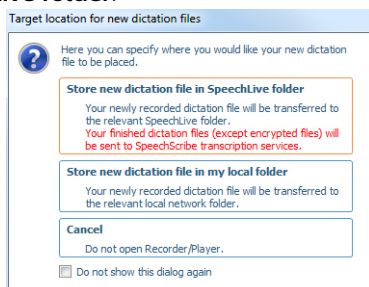 Target location for new dictation files
Here you can specify where you would like your new dictation
file to be placed.
Store new dictation file in SpeechLive folder
Your newly recorded dictation file will be transferred to
the relevant SpeechLive folder.
Your finished dictation files (except encrypted files) will
be sent to SpeechScribe transcription services.
Store new dictation file in my local folder
Your newly recorded dictation file will be transferred to
the relevant local network folder.
Cancel
Do not open Recorder/Player.
Do not show this dialog again